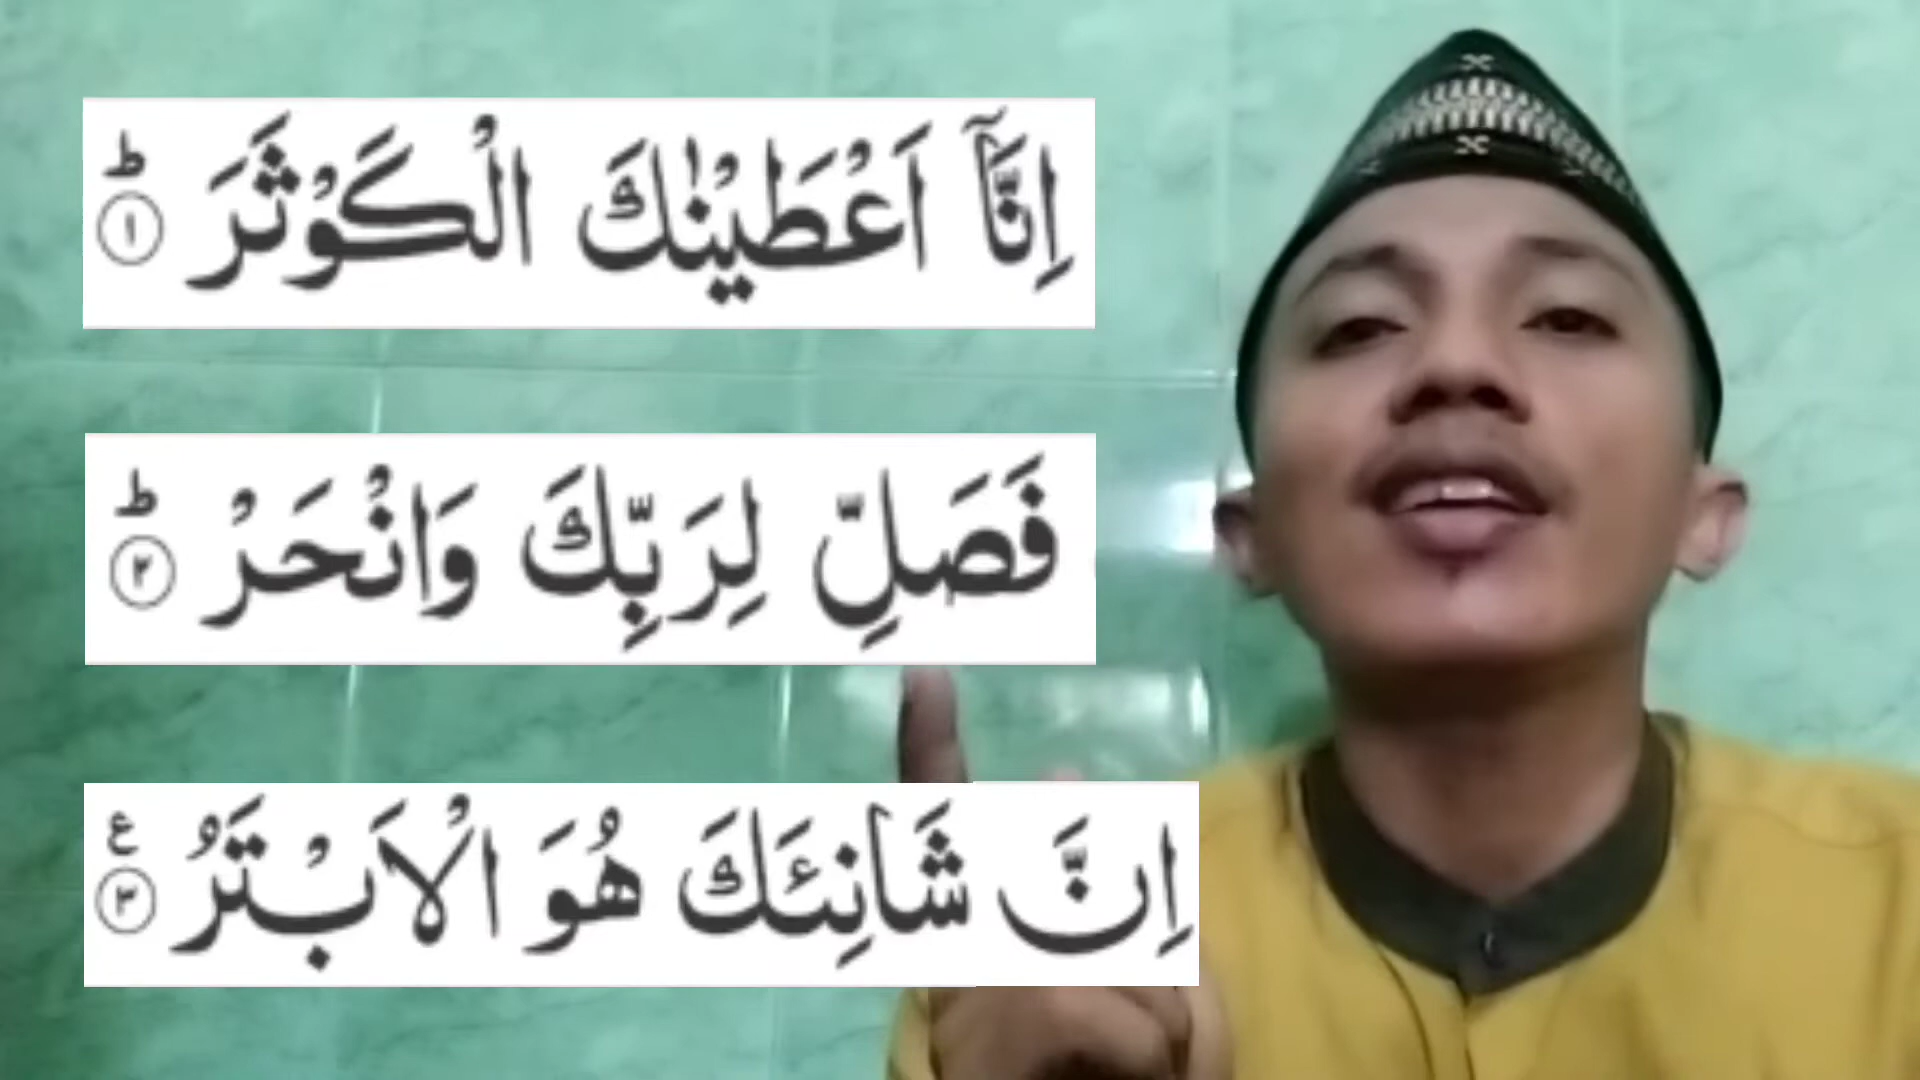 اِنَّآ اَعْطَيْنٰكَ الْكَوْثَرَ ۗ ﴿١﴾
فَصَلِّ لِرَبِّكَ وَانْحَرْ ۗ ﴿٢﴾
اِنَّ شَانِئَكَ هُوَ الْاَبْتَرُ ࣖ ﴿٣﴾